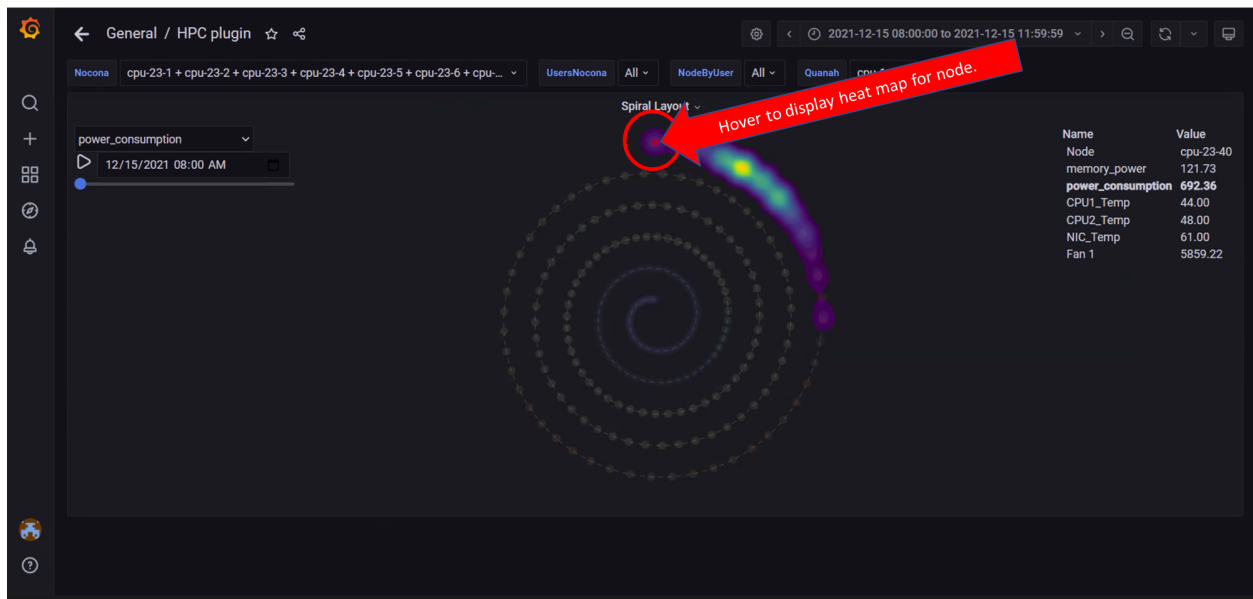 General / HPC plugin
2021-12-15 08:00:00 to 2021-12-15 11:59:59
Nocona cpu-23-1 + cpu-23-2 + cpu-23-3 + cpu-23-4 + cpu-23-5 + cpu-23-6 + cpu-... UsersNocona All NodeByUser All Quanah
Spiral Layout
Hover to display heat map for node.
power_consumption
12/15/2021 08:00 AM
Name Value
Node cpu-23-40
memory_power 121.73
power_consumption 692.36
CPU1_Temp 44.00
CPU2_Temp 48.00
NIC_Temp 61.00
Fan 1 5859.22